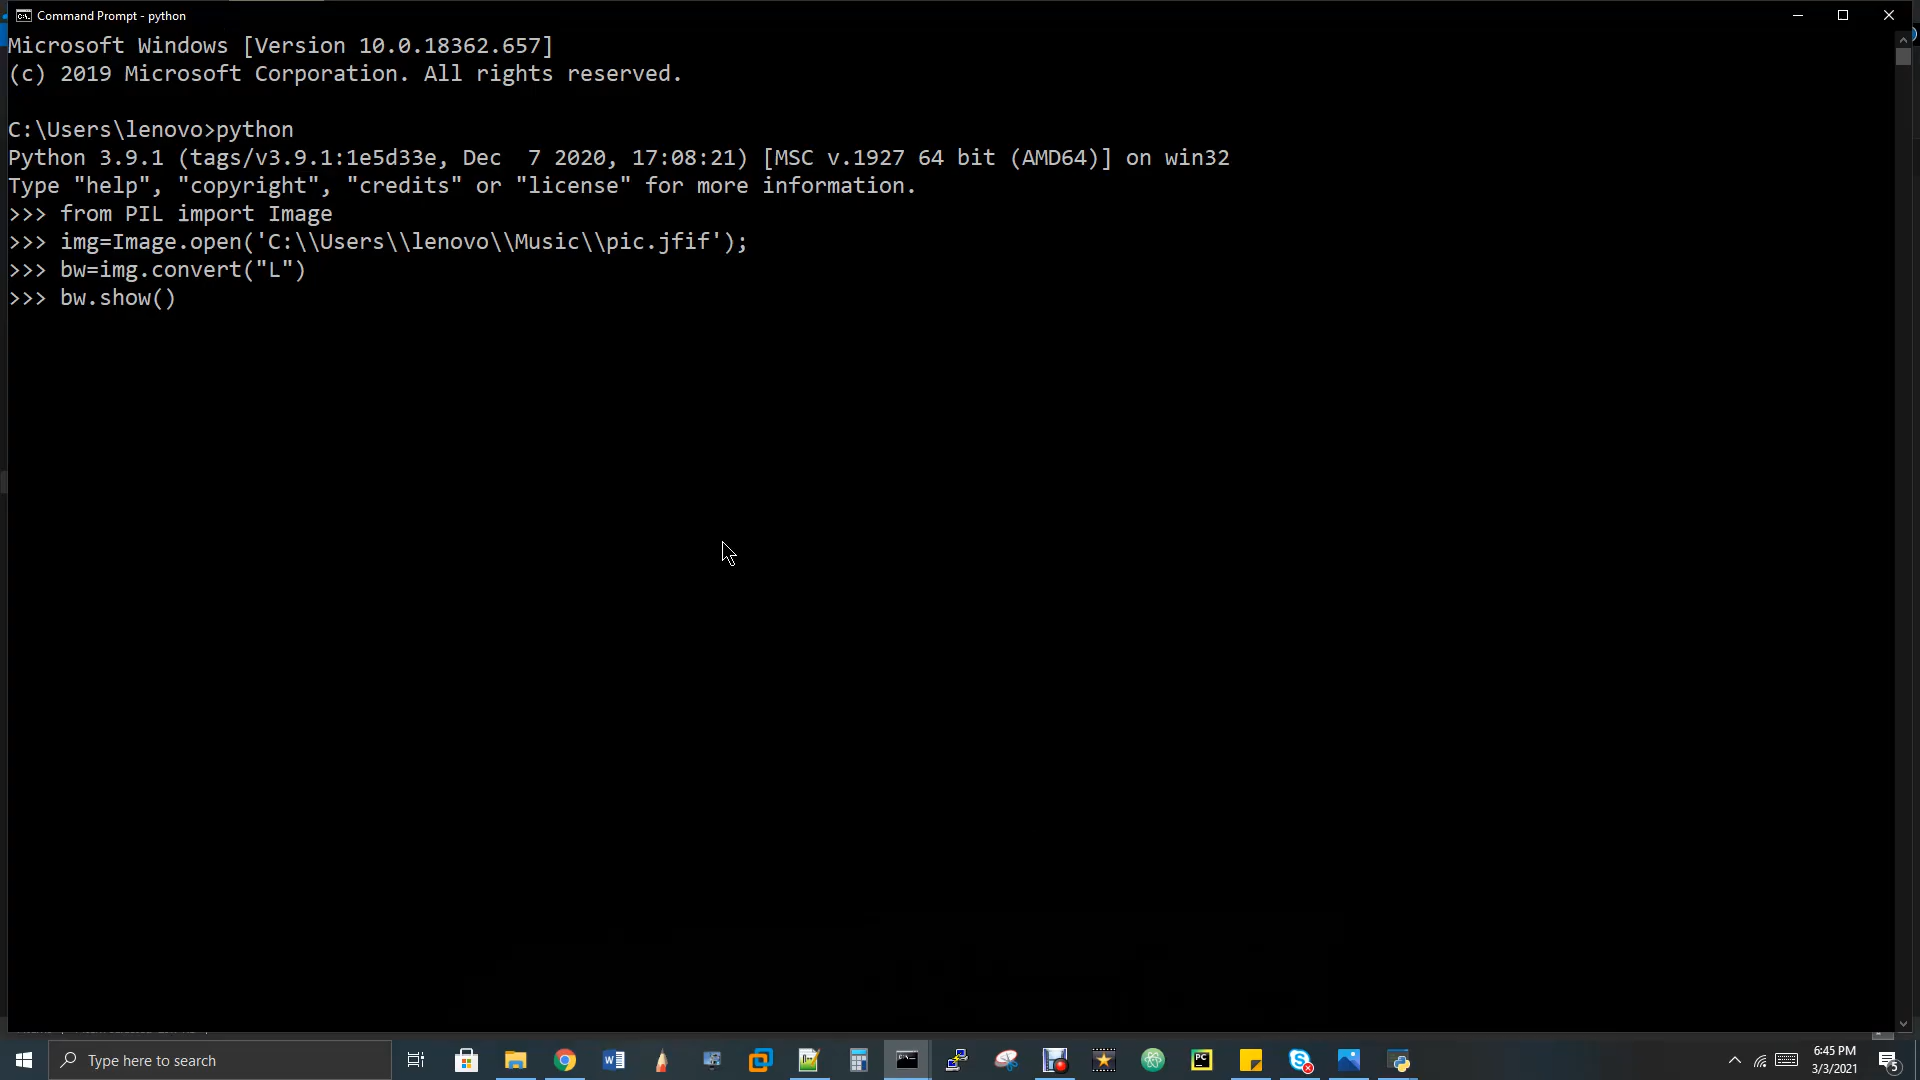 Command Prompt - python
Microsoft Windows [Version 10.0.18362.657]
(c) 2019 Microsoft Corporation. All rights reserved.
C:\Users\lenovo>python
Python 3.9.1 (tags/v3.9.1:1e5d33e, Dec  7 2020, 17:08:21) [MSC v.1927 64 bit (AMD64)] on win32
Type "help", "copyright", "credits" or "license" for more information.
>>> from PIL import Image
>>> img=Image.open('C:\\Users\\lenovo\\Music\\pic.jfif');
>>> bw=img.convert("L")
>>> bw.show()
Type here to search
6:45 PM
3/3/2021
5